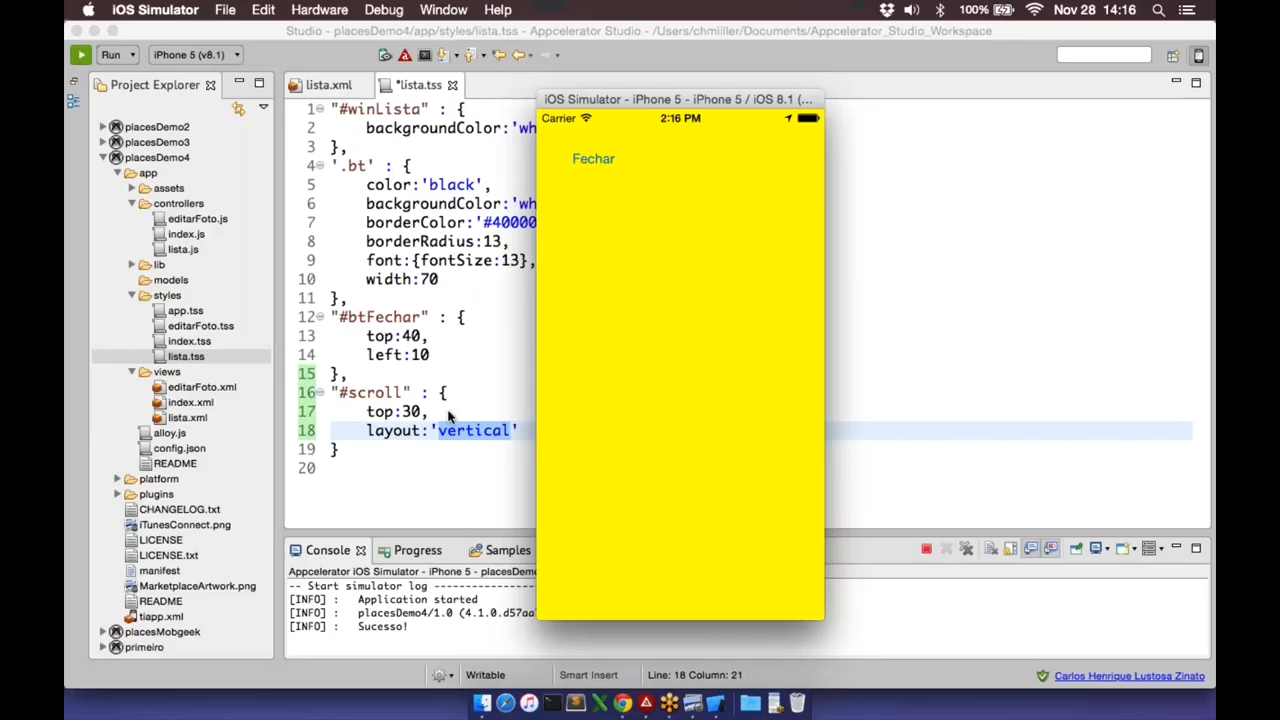 iOS Simulator File Edit Hardware Debug Window Help 100% Nov 28 14:16
Studio - placesDemo4/app/styles/lista.tss - Appcelerator Studio - /Users/chmiiller/Documents/Appcelerator_Studio_Workspace
Run iPhone 5 (v8.1)
Project Explorer
placesDemo2
placesDemo3
placesDemo4
app
assets
controllers
editarFoto.js
index.js
lista.js
lib
models
styles
app.tss
editarFoto.tss
index.tss
lista.tss
views
editarFoto.xml
index.xml
lista.xml
alloy.js
config.json
README
platform
plugins
CHANGELOG.txt
iTunesConnect.png
LICENSE
LICENSE.txt
manifest
MarketplaceArtwork.png
README
tiapp.xml
placesMobgeek
primeiro
lista.xml *lista.tss
1 "#winLista" : {
2 backgroundColor:'wh
3 },
4 '.bt' : {
5 color:'black',
6 backgroundColor:'wh
7 borderColor:'#40000
8 borderRadius:13,
9 font:{fontSize:13},
10 width:70
11 },
12 "#btFechar" : {
13 top:40,
14 left:10
15 },
16 "#scroll" : {
17 top:30,
18 layout:'vertical'
19 }
20
iOS Simulator - iPhone 5 - iPhone 5 / iOS 8.1 (...
Carrier 2:16 PM
Fechar
Console Progress Samples
Appcelerator iOS Simulator - iPhone 5 - placesDem
-- Start simulator log
[INFO] : Application started
[INFO] : placesDemo4/1.0 (4.1.0.d57aa
[INFO] : Sucesso!
Writable Smart Insert Line: 18 Column: 21
Carlos Henrique Lustosa Zinato